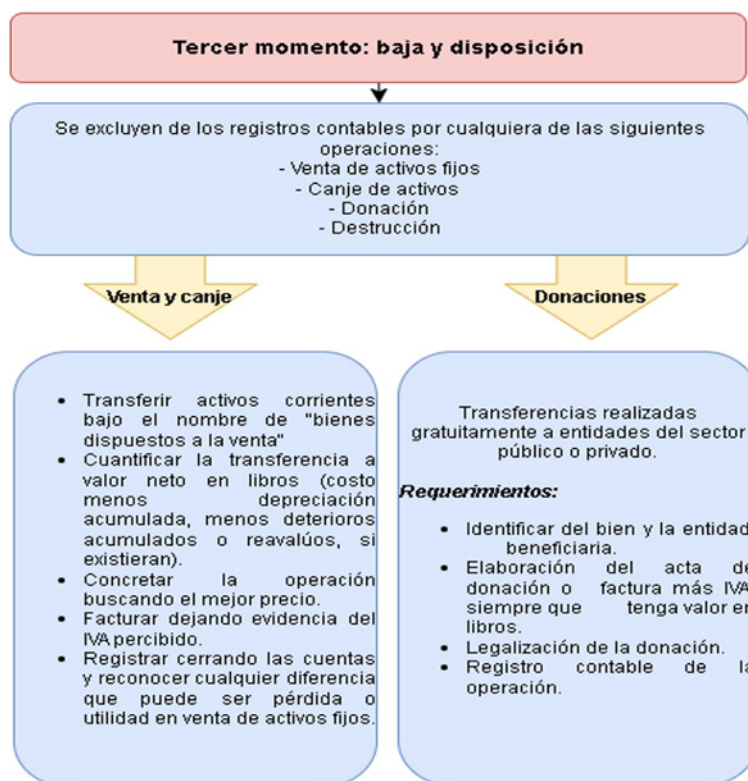 Tercer momento: baja y disposición
Se excluyen de los registros contables por cualquiera de las siguientes
operaciones:
- Venta de activos fijos
- Canje de activos
- Donación
- Destrucción
Venta y canje
• Transferir activos corrientes
bajo el nombre de "bienes
dispuestos a la venta"
• Cuantificar la transferencia a
valor neto en libros (costo
menos depreciación
acumulada, menos deterioros
acumulados o reavalúos, si
existieran).
• Concretar la operación
buscando el mejor precio.
• Facturar dejando evidencia del
IVA percibido.
• Registrar cerrando las cuentas
y reconocer cualquier diferencia
que puede ser pérdida o
utilidad en venta de activos fijos.
Donaciones
Transferencias realizadas
gratuitamente a entidades del sector
público o privado.
Requerimientos:
• Identificar del bien y la entidad
beneficiaria.
• Elaboración del acta de
donación o factura más IVA,
siempre que tenga valor en
libros.
• Legalización de la donación.
• Registro contable de la
operación.